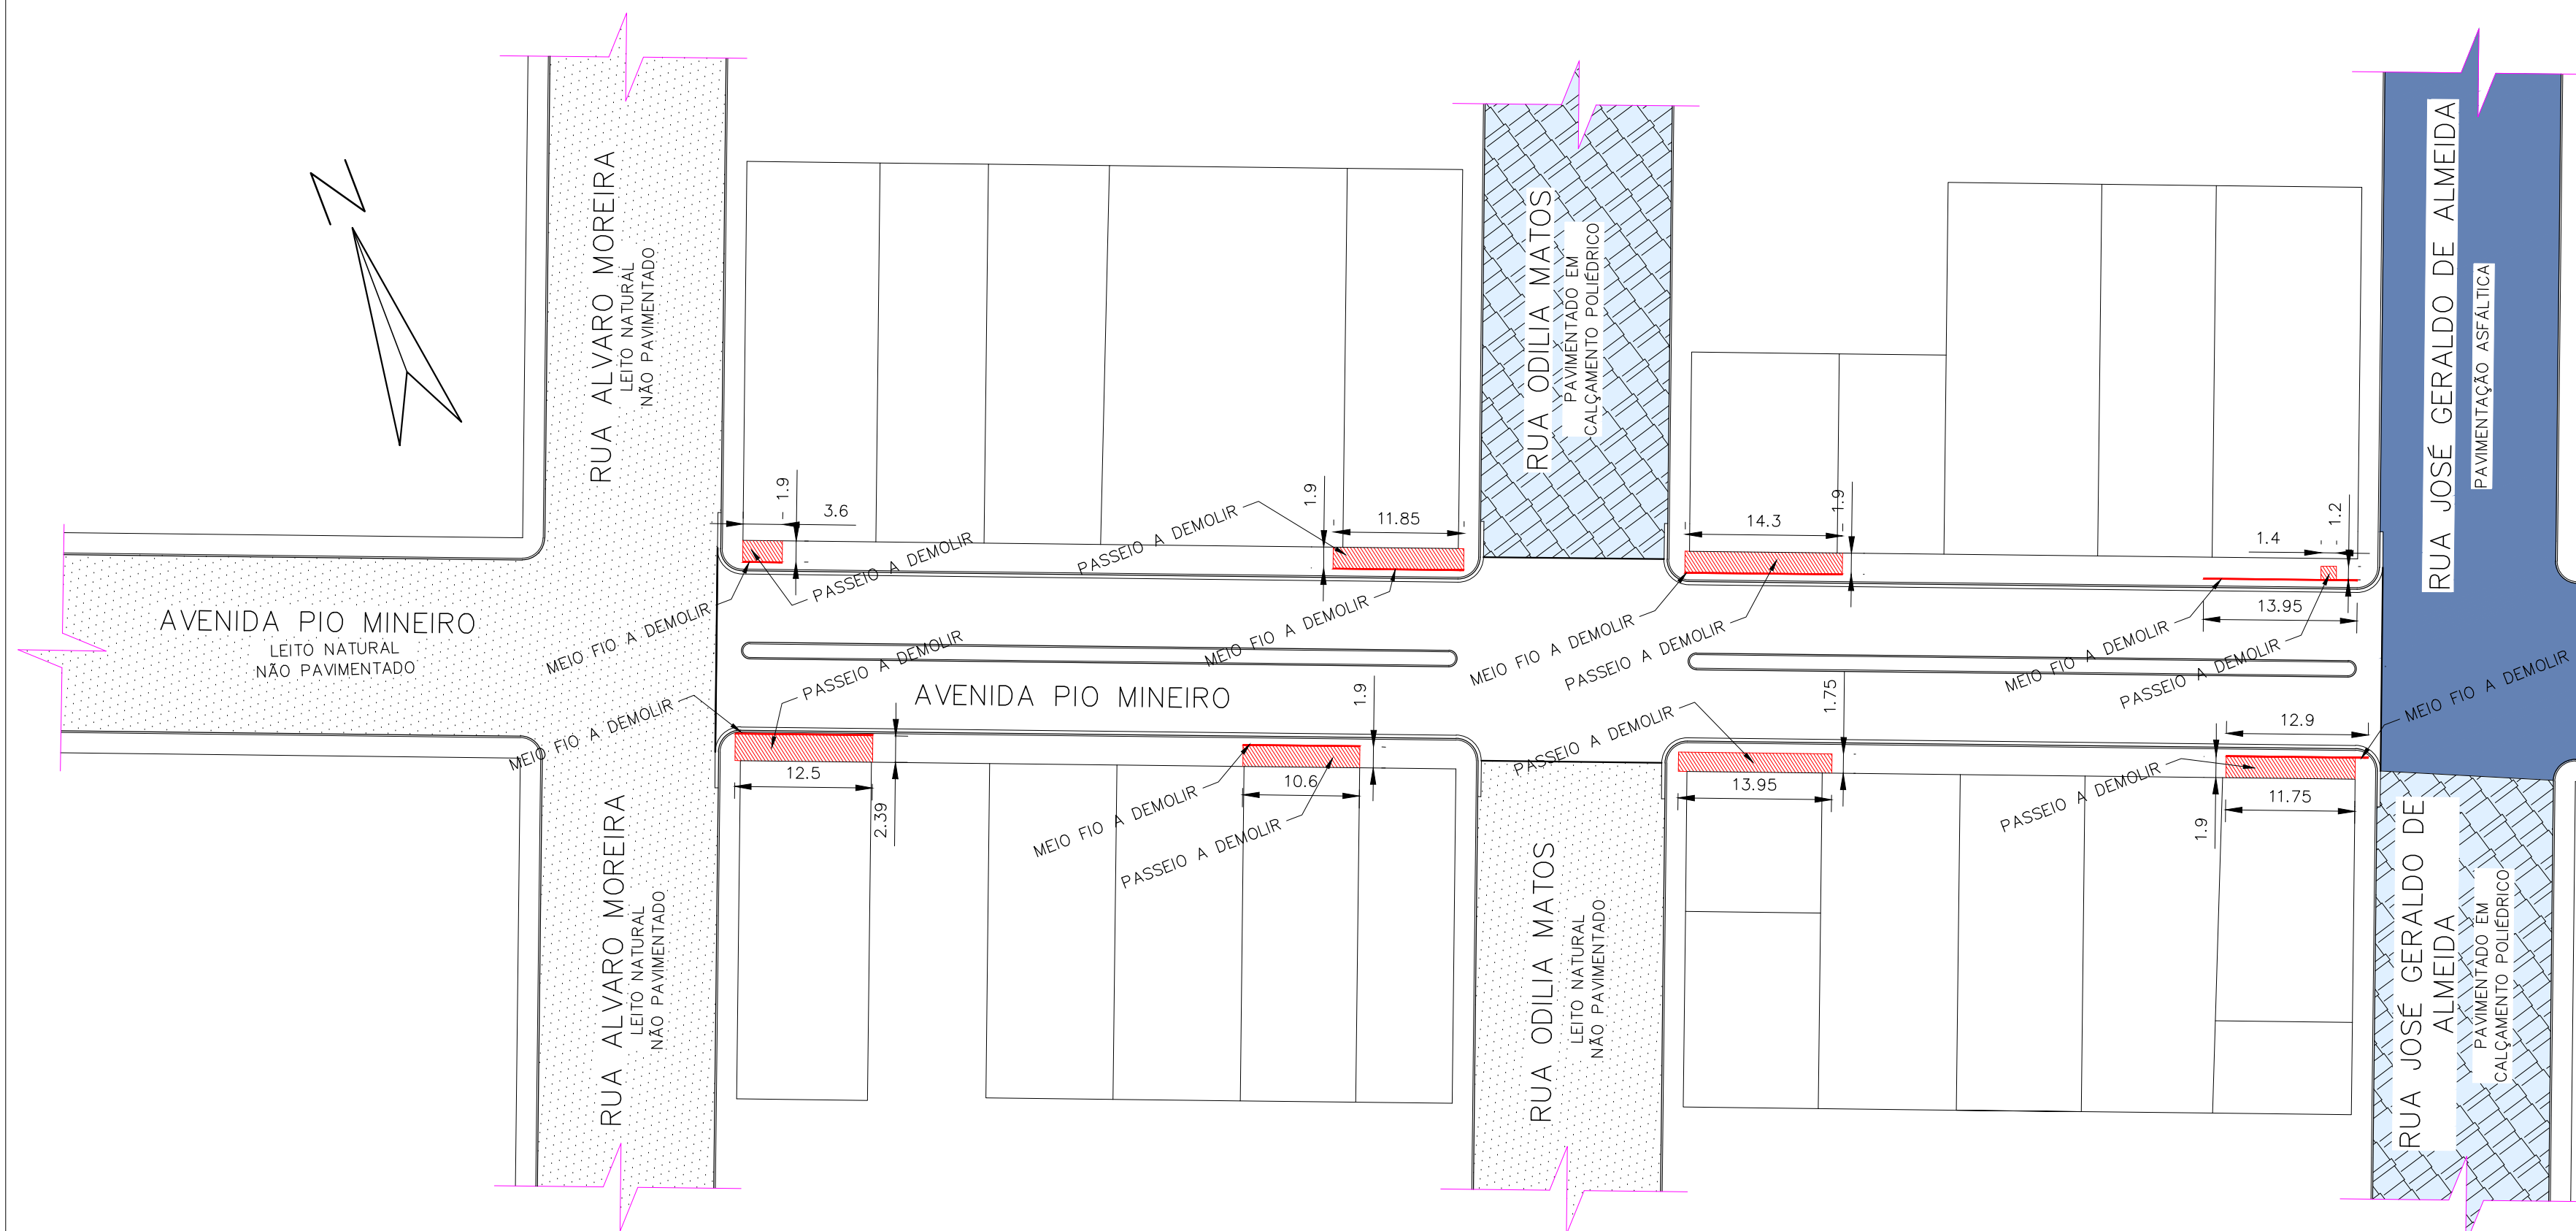 N
RUA ALVARO MOREIRA
LEITO NATURAL
NÃO PAVIMENTADO
RUA ODILIA MATOS
PAVIMENTADO EM
CALÇAMENTO POLIÉDRICO
RUA JOSÉ GERALDO DE ALMEIDA
PAVIMENTAÇÃO ASFÁLTICA
1.9
3.6
PASSEIO A DEMOLIR
MEIO FIO A DEMOLIR
1.9
11.85
PASSEIO A DEMOLIR
MEIO FIO A DEMOLIR
14.3
1.9
MEIO FIO A DEMOLIR
PASSEIO A DEMOLIR
1.4
1.2
13.95
MEIO FIO A DEMOLIR
PASSEIO A DEMOLIR
AVENIDA PIO MINEIRO
LEITO NATURAL
NÃO PAVIMENTADO
AVENIDA PIO MINEIRO
MEIO FIO A DEMOLIR
PASSEIO A DEMOLIR
12.5
2.39
1.9
10.6
MEIO FIO A DEMOLIR
PASSEIO A DEMOLIR
1.75
PASSEIO A DEMOLIR
13.95
12.9
MEIO FIO A DEMOLIR
PASSEIO A DEMOLIR
11.75
1.9
RUA ALVARO MOREIRA
LEITO NATURAL
NÃO PAVIMENTADO
RUA ODILIA MATOS
LEITO NATURAL
NÃO PAVIMENTADO
RUA JOSÉ GERALDO DE
ALMEIDA
PAVIMENTADO EM
CALÇAMENTO POLIÉDRICO